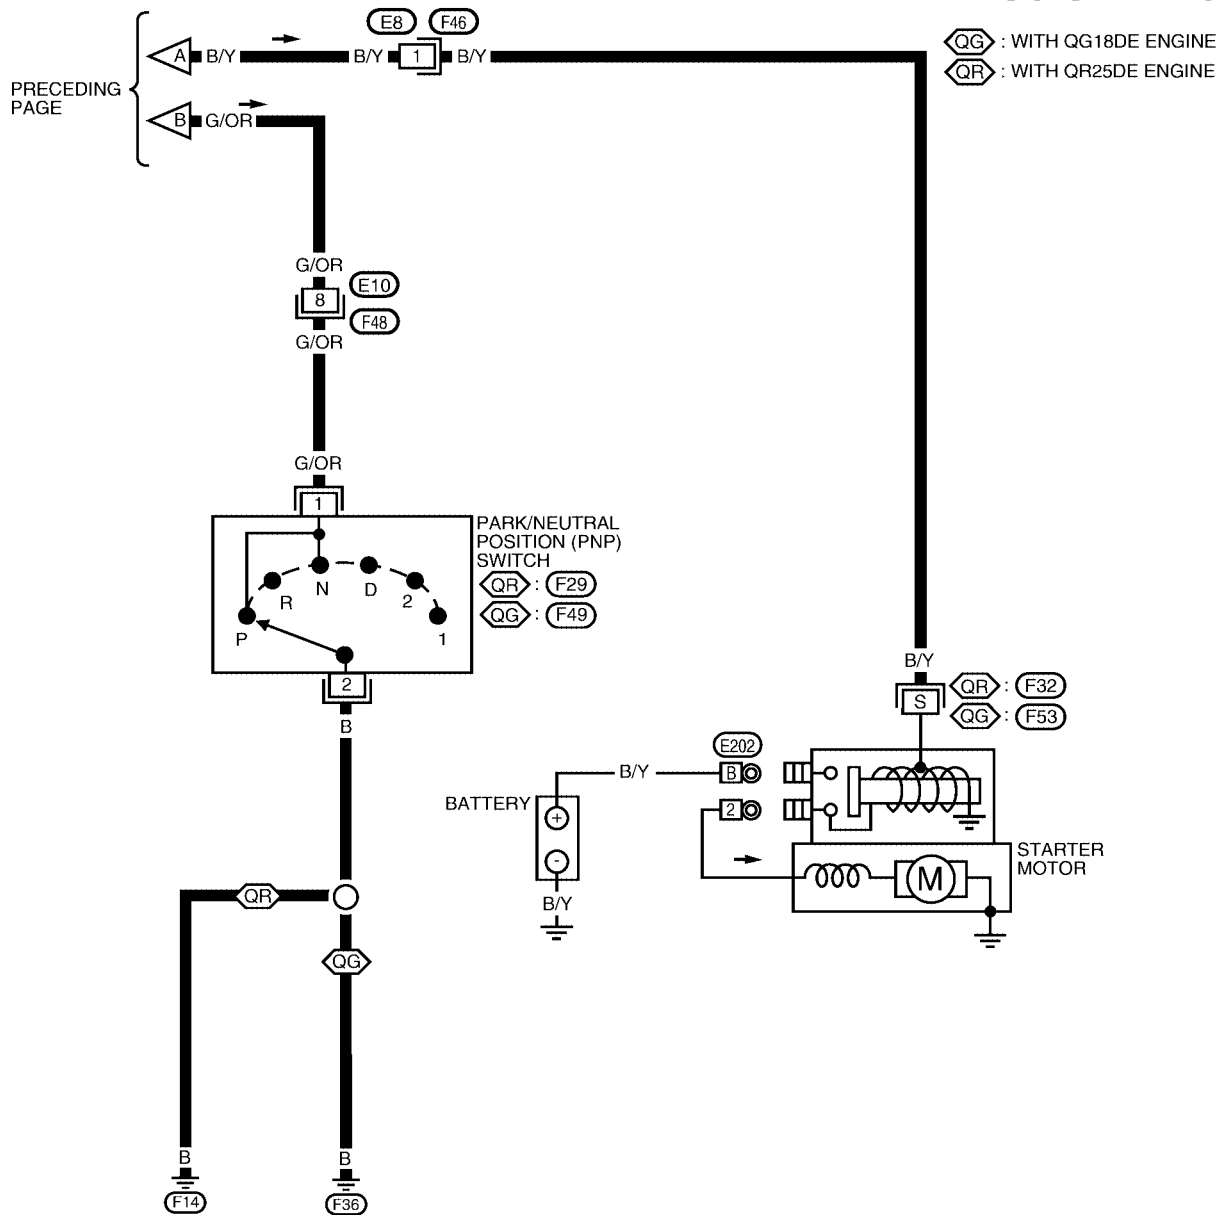 E8 F46
QG : WITH QG18DE ENGINE
QR : WITH QR25DE ENGINE
A B/Y B/Y 1 B/Y
PRECEDING
PAGE
B G/OR
G/OR
8 E10
F48
G/OR
G/OR
1
PARK/NEUTRAL
POSITION (PNP)
SWITCH
QR : F29
QG : F49
P R N D 2 1
2
B
B/Y
S
QR : F32
QG : F53
E202
B/Y B
BATTERY
+
2
-
STARTER
MOTOR
M
B/Y
QR
QG
B B
F14 F36